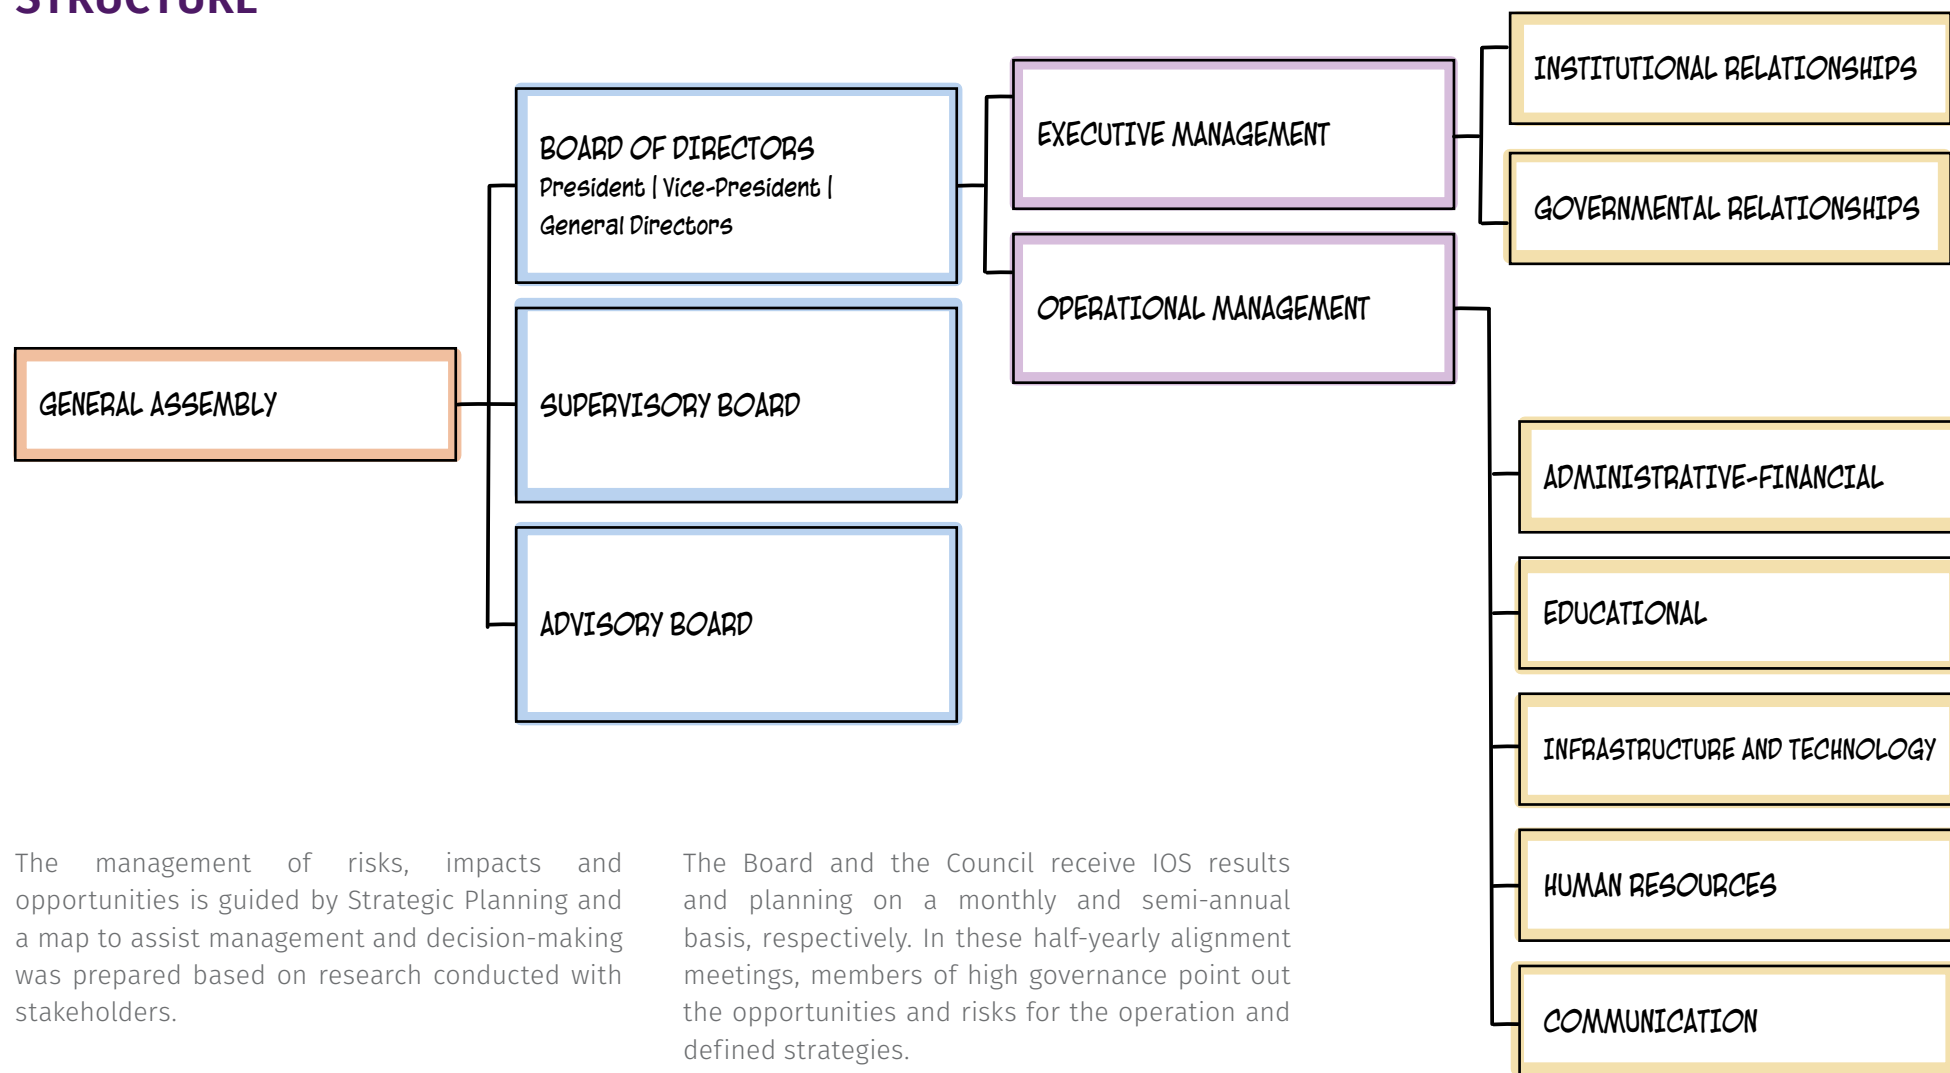 STRUCTURE
GENERAL ASSEMBLY
BOARD OF DIRECTORS
President | Vice-President |
General Directors
SUPERVISORY BOARD
ADVISORY BOARD
EXECUTIVE MANAGEMENT
OPERATIONAL MANAGEMENT
INSTITUTIONAL RELATIONSHIPS
GOVERNMENTAL RELATIONSHIPS
ADMINISTRATIVE-FINANCIAL
EDUCATIONAL
INFRASTRUCTURE AND TECHNOLOGY
HUMAN RESOURCES
COMMUNICATION
The management of risks, impacts and
opportunities is guided by Strategic Planning and
a map to assist management and decision-making
was prepared based on research conducted with
stakeholders.
The Board and the Council receive IOS results
and planning on a monthly and semi-annual
basis, respectively. In these half-yearly alignment
meetings, members of high governance point out
the opportunities and risks for the operation and
defined strategies.